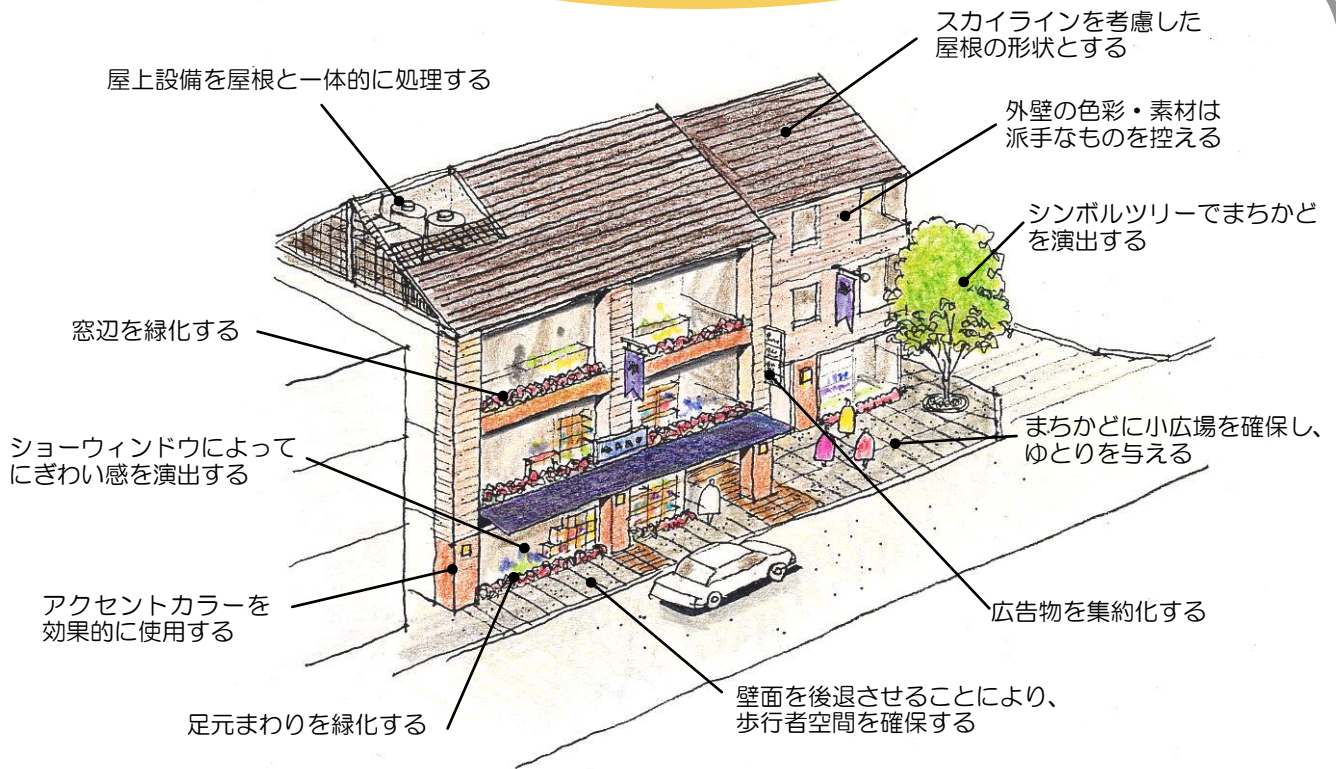 スカイラインを考慮した
屋根の形状とする
屋上設備を屋根と一体的に処理する
外壁の色彩・素材は
派手なものを控える
シンボルツリーでまちかど
を演出する
窓辺を緑化する
まちかどに小広場を確保し、
ゆとりを与える
ショーウィンドウによって
にぎわい感を演出する
アクセントカラーを
効果的に使用する
広告物を集約化する
壁面を後退させることにより、
歩行者空間を確保する
足元まわりを緑化する